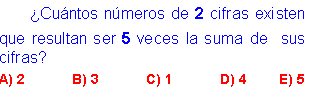 ¿Cuántos números de 2 cifras existen
que resultan ser 5 veces la suma de sus
cifras?
A) 2 B) 3 C) 1 D) 4 E) 5